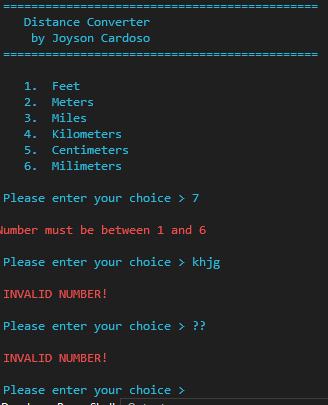 =============================================
Distance Converter
by Joyson Cardoso
=============================================
1. Feet
2. Meters
3. Miles
4. Kilometers
5. Centimeters
6. Milimeters
Please enter your choice > 7
Number must be between 1 and 6
Please enter your choice > khjg
INVALID NUMBER!
Please enter your choice > ??
INVALID NUMBER!
Please enter your choice >